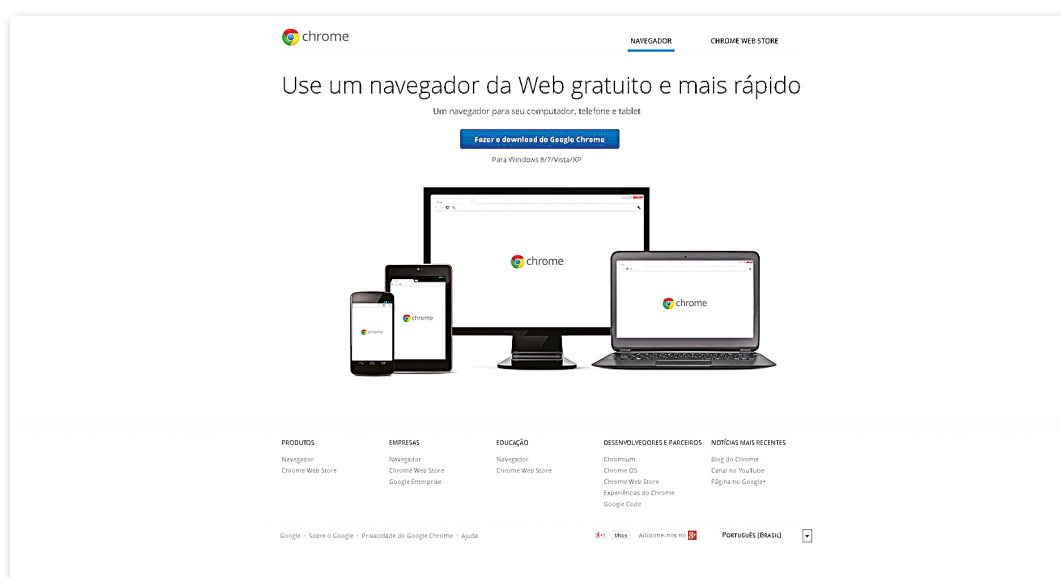 chrome
NAVEGADOR CHROME WEB STORE
Use um navegador da Web gratuito e mais rápido
Um navegador para seu computador, telefone e tablet
Fazer o download do Google Chrome
Para Windows 8/7/Vista/XP
chrome
chrome
chrome
chrome
PRODUTOS
Navegador
Chrome Web Store
EMPRESAS
Navegador
Chrome Web Store
Google Enterprise
EDUCAÇÃO
Navegador
Chrome Web Store
DESENVOLVEDORES E PARCEIROS
Chromium
Chrome OS
Chrome Web Store
Experiências do Chrome
Google Code
NOTÍCIAS MAIS RECENTES
Blog do Chrome
Canal no YouTube
Página no Google+
Google · Sobre o Google · Privacidade do Google Chrome · Ajuda
Adicione-nos no PORTUGUÊS (BRASIL)